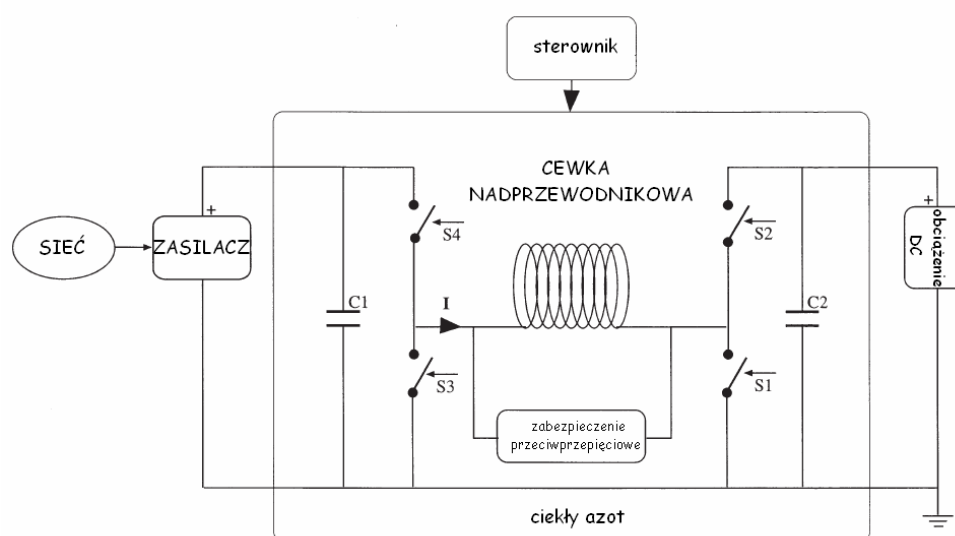 sterownik
CEWKA
NADPRZEWODNIKOWA
+
+
SIEĆ
ZASILACZ
S4
S2
obciążenie
DC
C1
I
C2
S3
S1
zabezpieczenie
przeciwprzepięciowe
ciekły azot